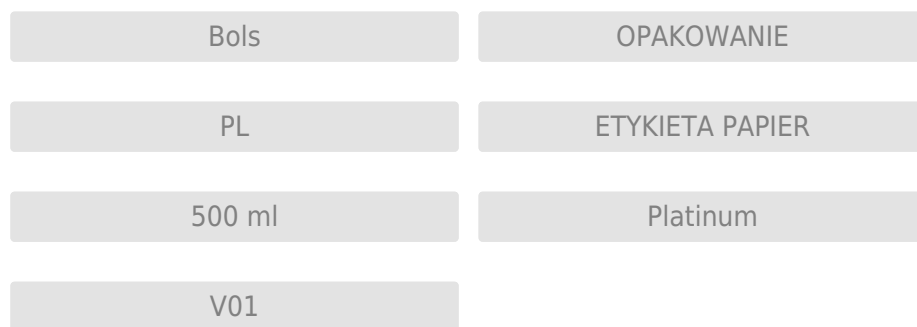 Bols
OPAKOWANIE
PL
ETYKIETA PAPIER
500 ml
Platinum
V01